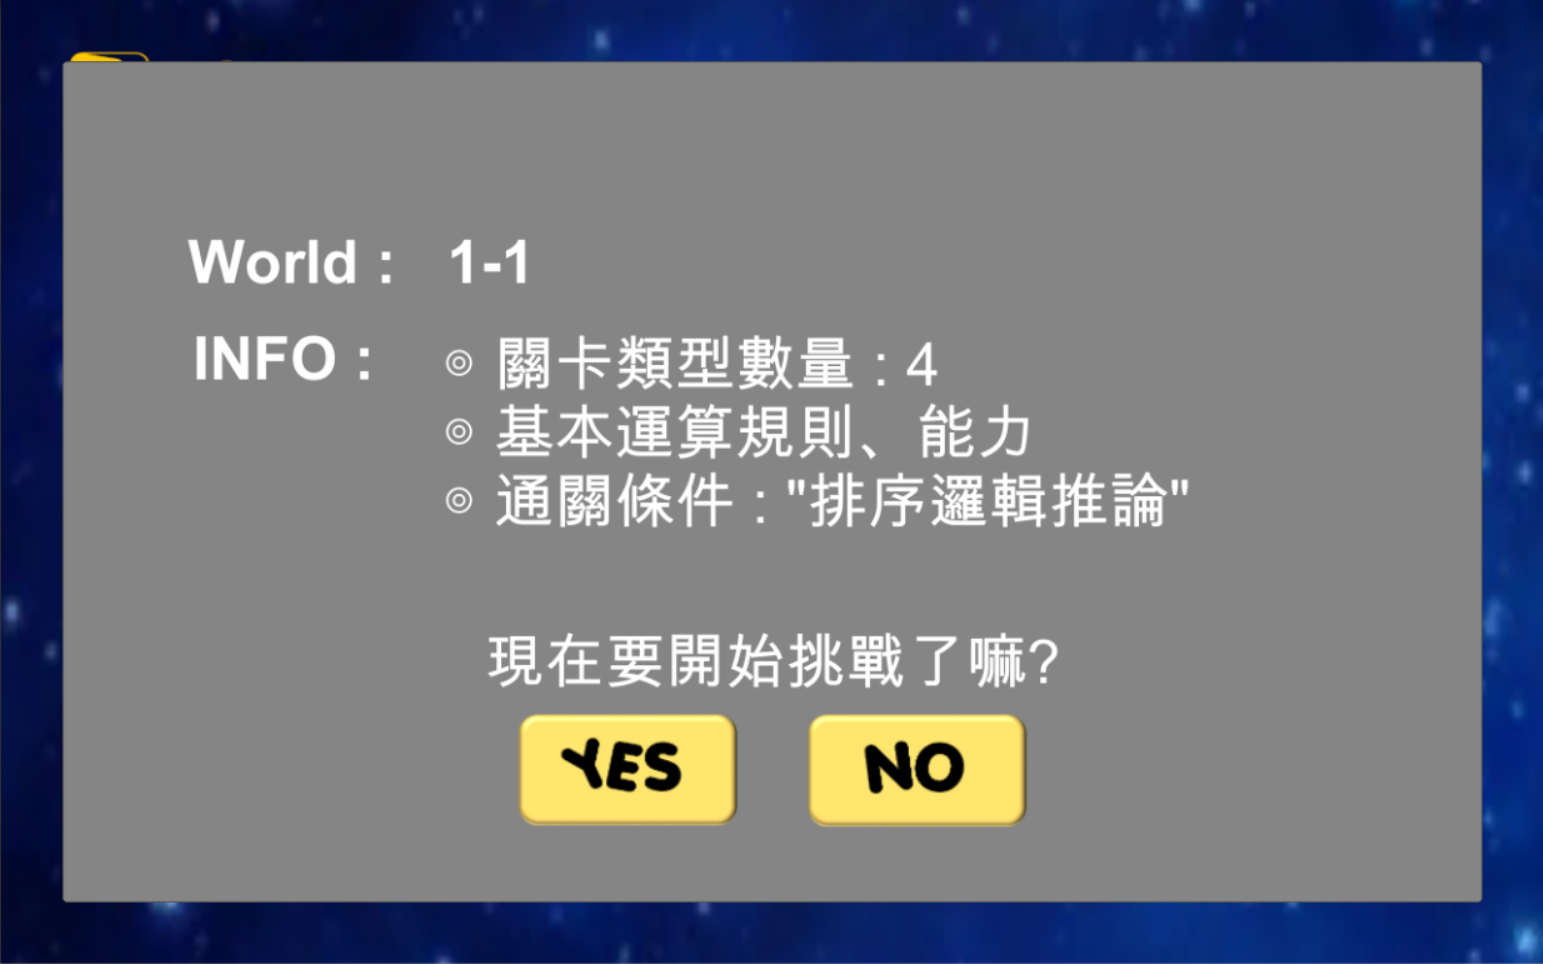 World : 1-1
INFO : ◎ 關卡類型數量 : 4
◎ 基本運算規則、能力
◎ 通關條件 : "排序邏輯推論"
現在要開始挑戰了嘛?
YES NO